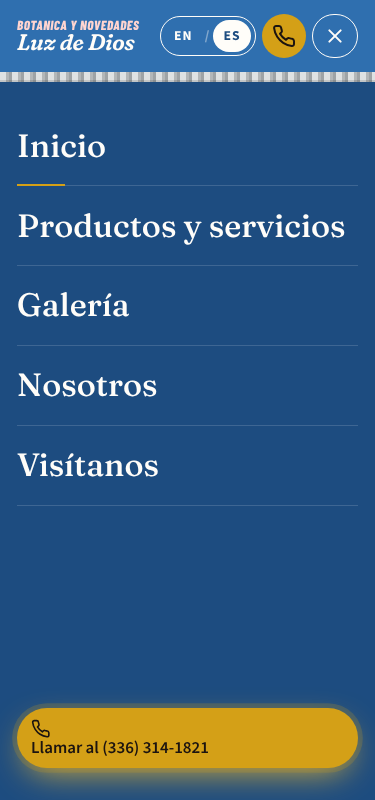 BOTANICA Y NOVEDADES
Luz de Dios
EN / ES
Inicio
Productos y servicios
Galería
Nosotros
Visítanos
Llamar al (336) 314-1821